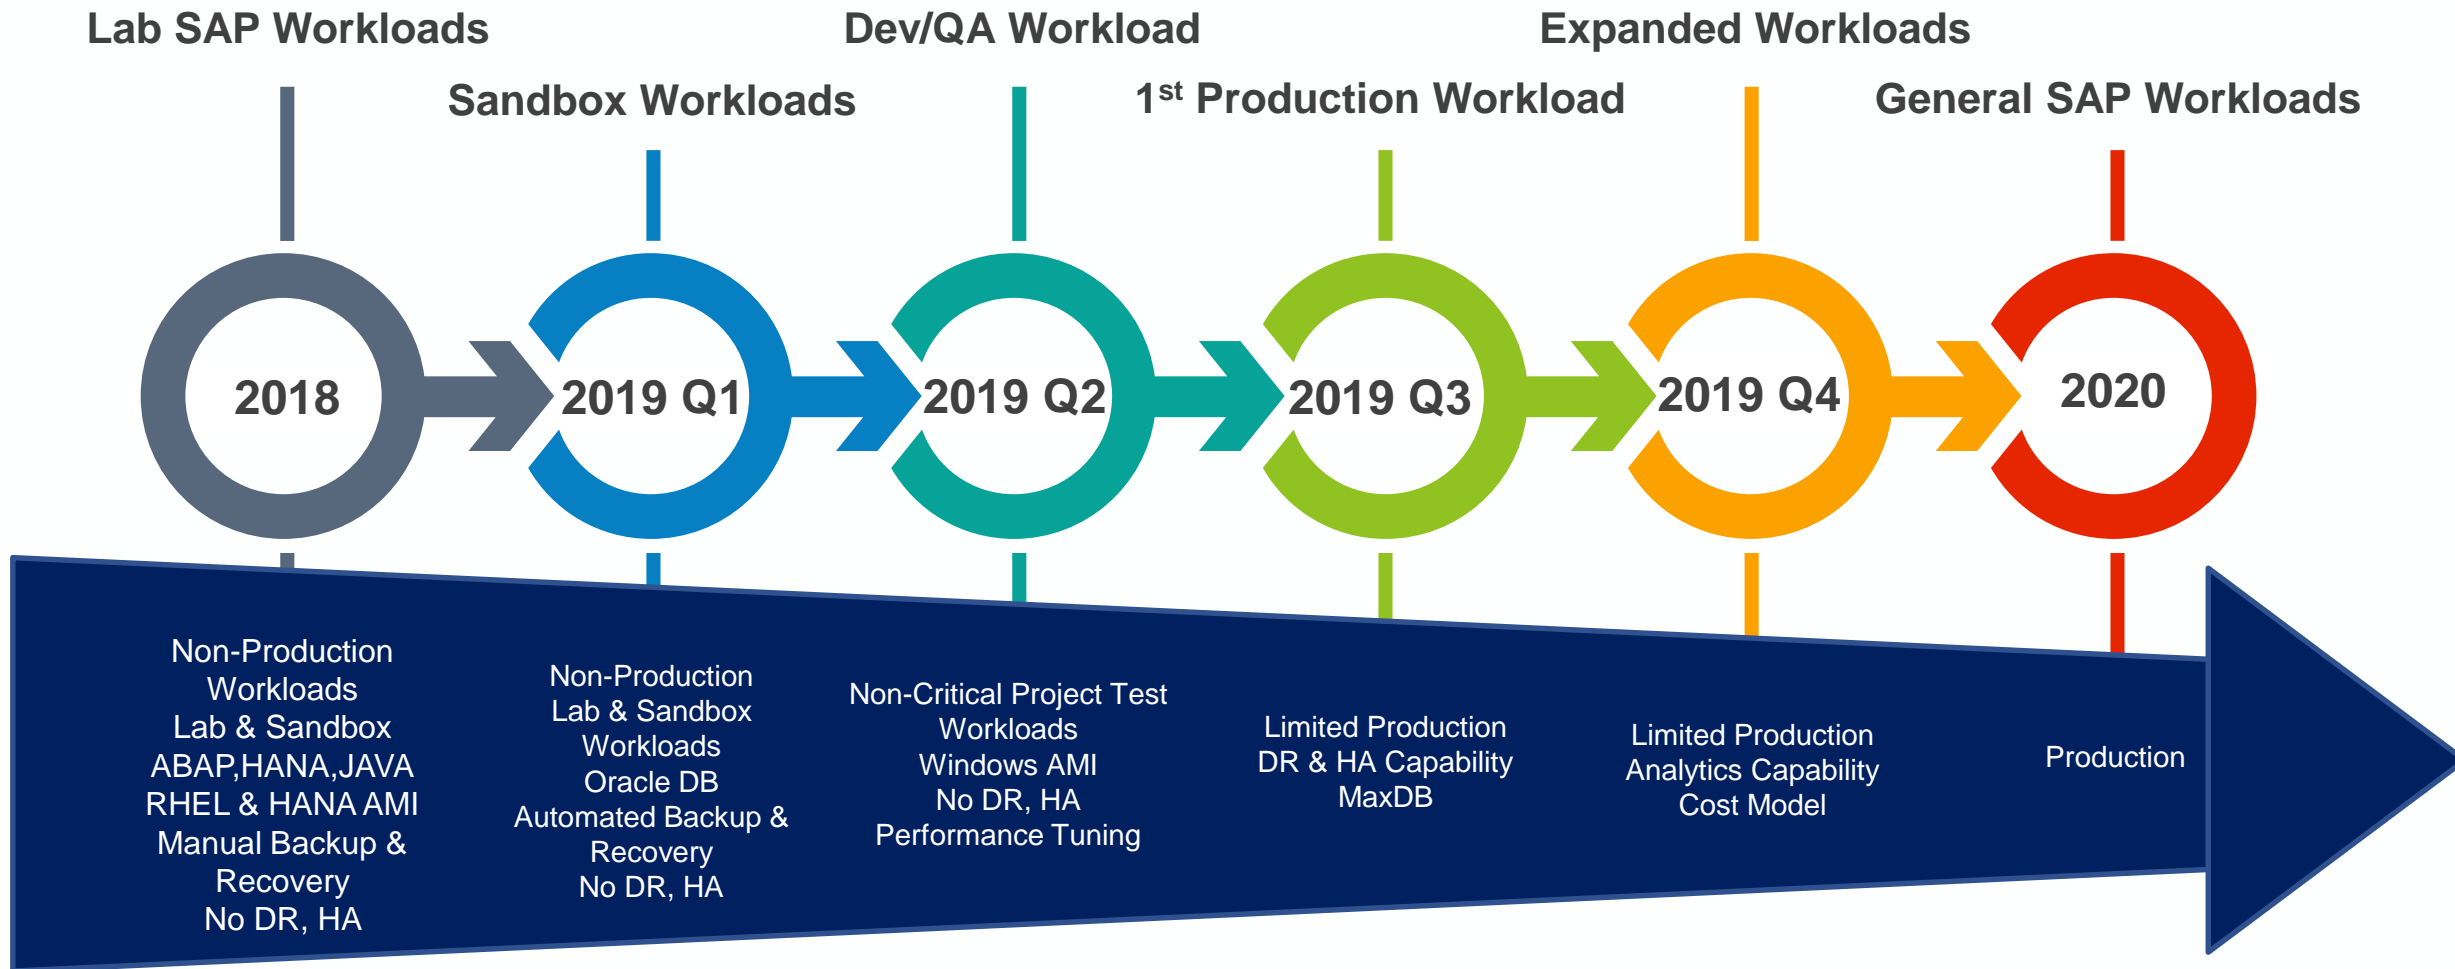 Lab SAP Workloads
Sandbox Workloads
Dev/QA Workload
1st Production Workload
Expanded Workloads
General SAP Workloads
2018
2019 Q1
2019 Q2
2019 Q3
2019 Q4
2020
Non-Production
Workloads
Lab & Sandbox
ABAP,HANA,JAVA
RHEL & HANA AMI
Manual Backup &
Recovery
No DR, HA
Non-Production
Lab & Sandbox
Workloads
Oracle DB
Automated Backup &
Recovery
No DR, HA
Non-Critical Project Test
Workloads
Windows AMI
No DR, HA
Performance Tuning
Limited Production
DR & HA Capability
MaxDB
Limited Production
Analytics Capability
Cost Model
Production